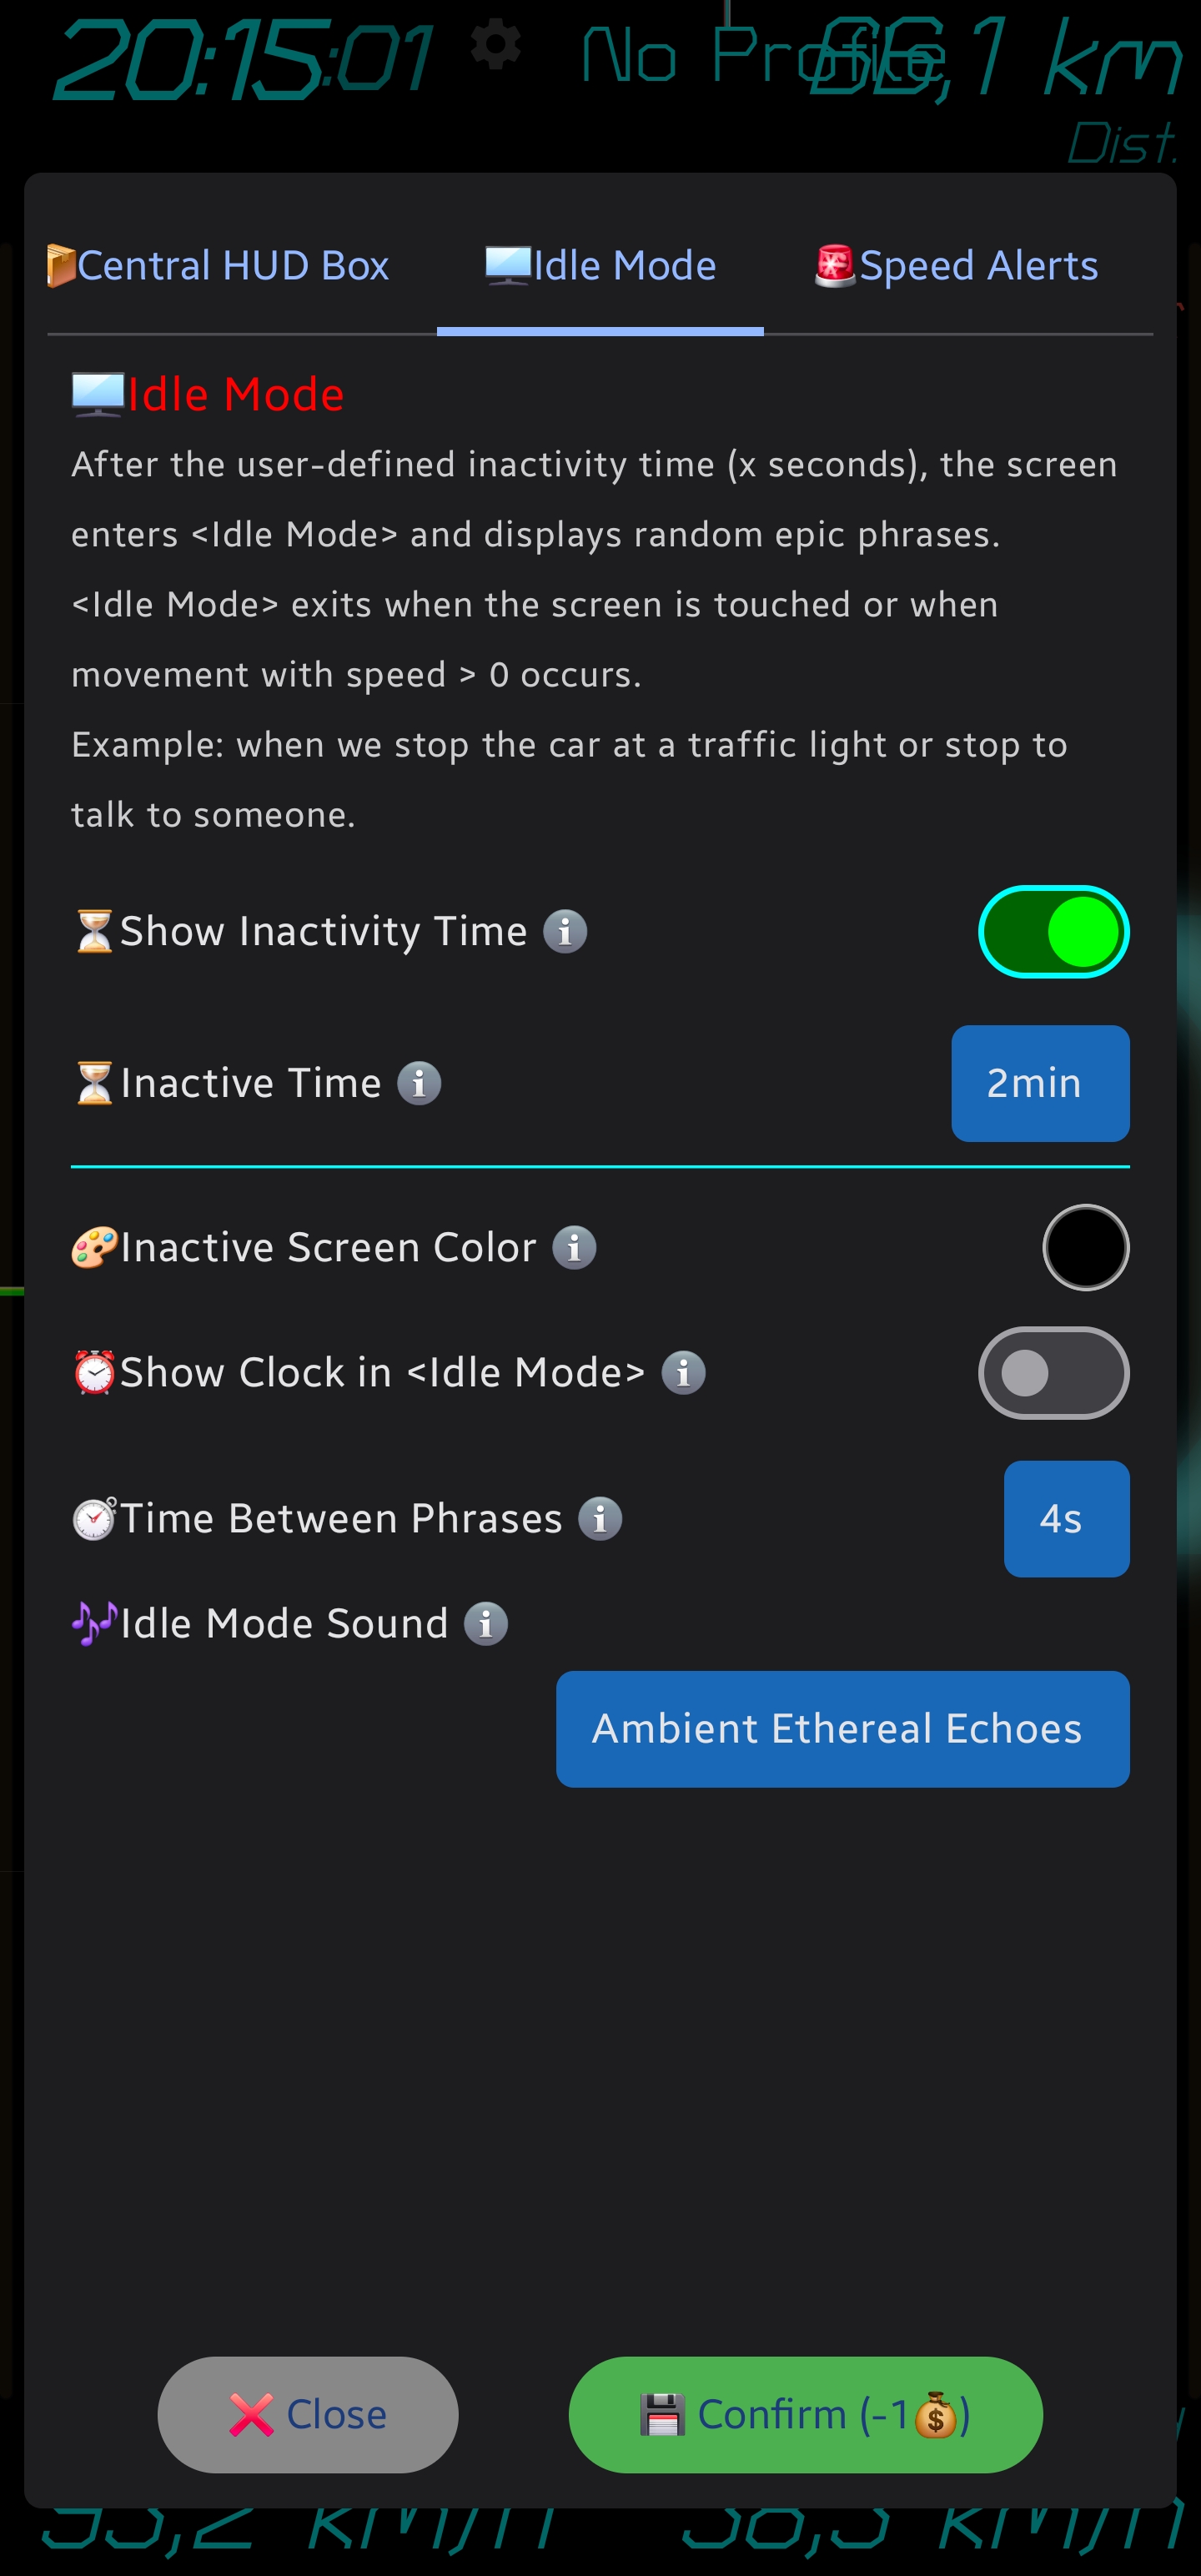 20:15:01 No Profile 66,1 km
Dist.
Central HUD Box Idle Mode Speed Alerts
Idle Mode
After the user-defined inactivity time (x seconds), the screen
enters <Idle Mode> and displays random epic phrases.
<Idle Mode> exits when the screen is touched or when
movement with speed > 0 occurs.
Example: when we stop the car at a traffic light or stop to
talk to someone.
Show Inactivity Time
Inactive Time 2min
Inactive Screen Color
Show Clock in <Idle Mode>
Time Between Phrases 4s
Idle Mode Sound
Ambient Ethereal Echoes
Close Confirm (-1💰)
km/h km/h